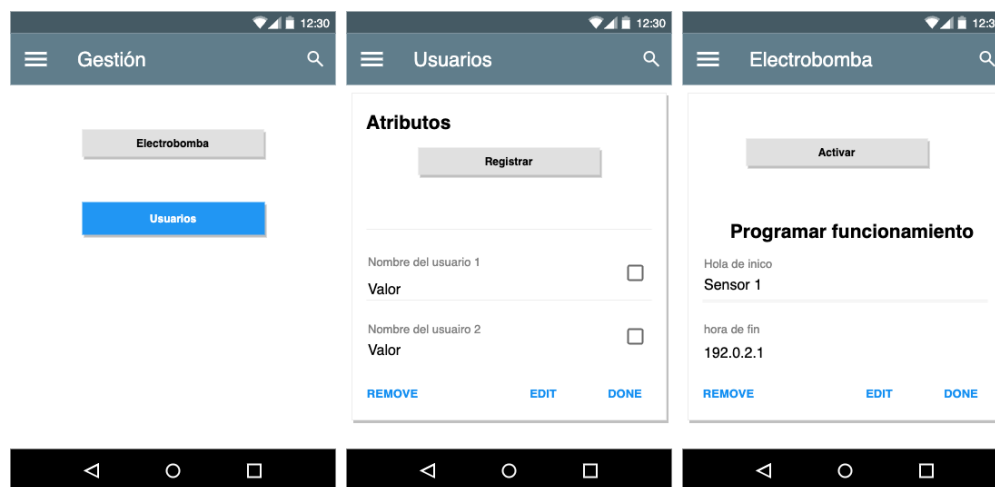 12:30
Gestión
Electrobomba
Usuarios
12:30
Usuarios
Atributos
Registrar
Nombre del usuario 1
Valor
Nombre del usuairo 2
Valor
REMOVE EDIT DONE
12:3
Electrobomba
Activar
Programar funcionamiento
Hola de inico
Sensor 1
hora de fin
192.0.2.1
REMOVE EDIT DONE